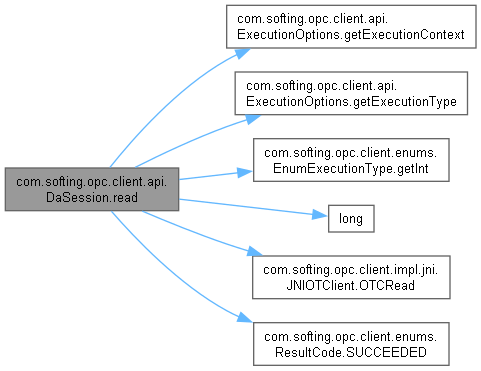 com.softing.opc.client.api.
ExecutionOptions.getExecutionContext
com.softing.opc.client.api.
ExecutionOptions.getExecutionType
com.softing.opc.client.enums.
EnumExecutionType.getInt
com.softing.opc.client.api.
DaSession.read
long
com.softing.opc.client.impl.jni.
JNIOTClient.OTCRead
com.softing.opc.client.enums.
ResultCode.SUCCEEDED